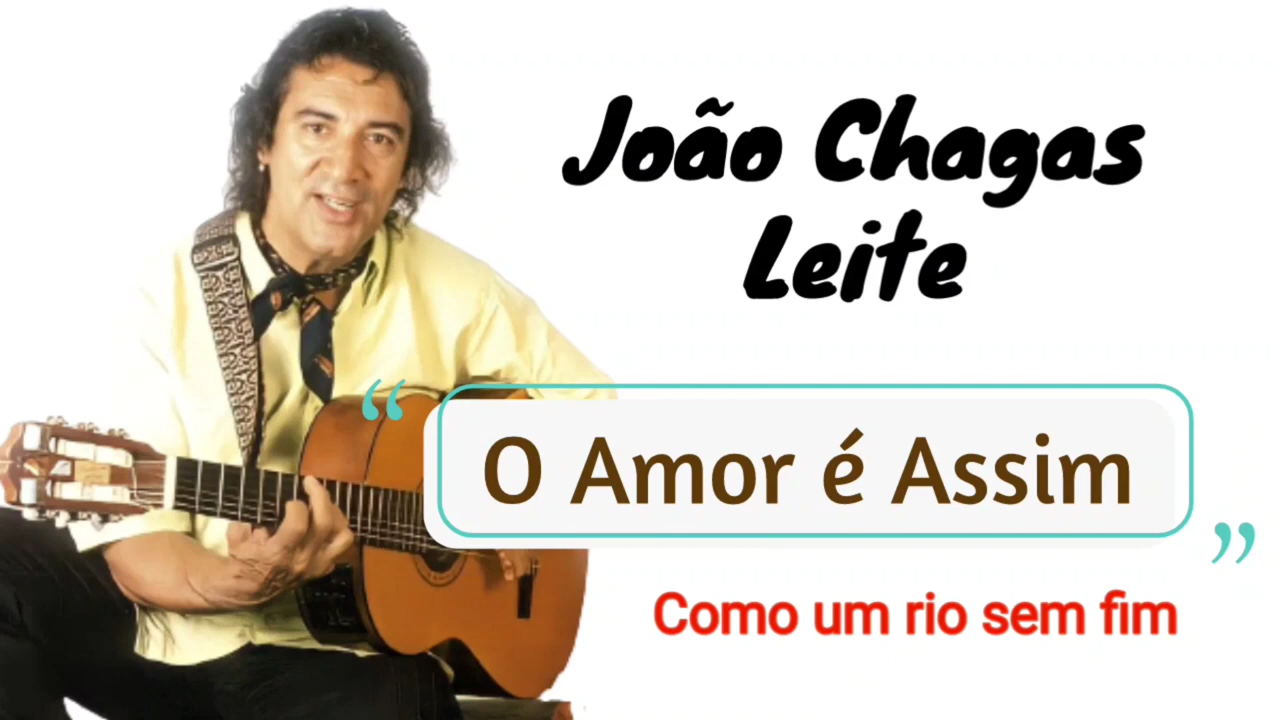 João Chagas
Leite
“
O Amor é Assim
”
Como um rio sem fim